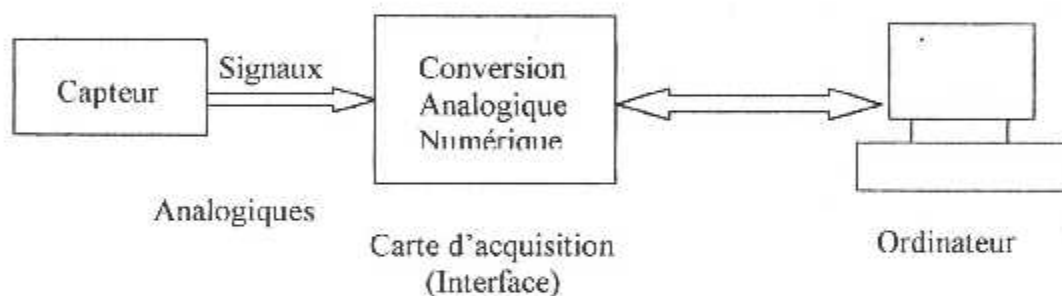 Capteur
Signaux
Analogiques
Conversion
Analogique
Numérique
Carte d'acquisition
(Interface)
Ordinateur